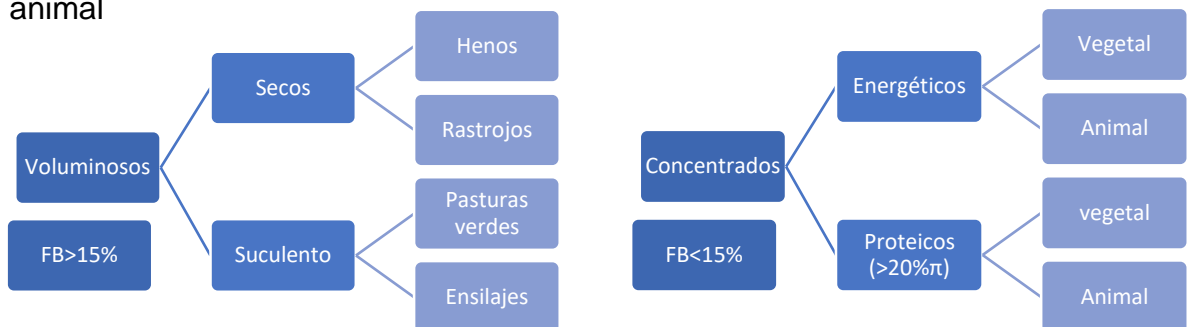 animal
Voluminosos
FB>15%
Secos
Suculento
Henos
Rastrojos
Pasturas
verdes
Ensilajes
Concentrados
FB<15%
Energéticos
Proteicos
(>20%π)
Vegetal
Animal
vegetal
Animal